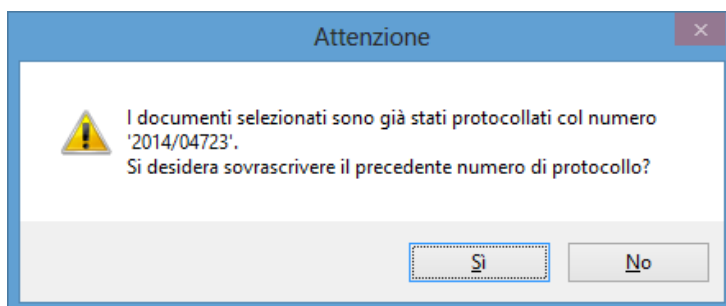 Attenzione
I documenti selezionati sono già stati protocollati col numero
'2014/04723'.
Si desidera sovrascrivere il precedente numero di protocollo?
Sì
No